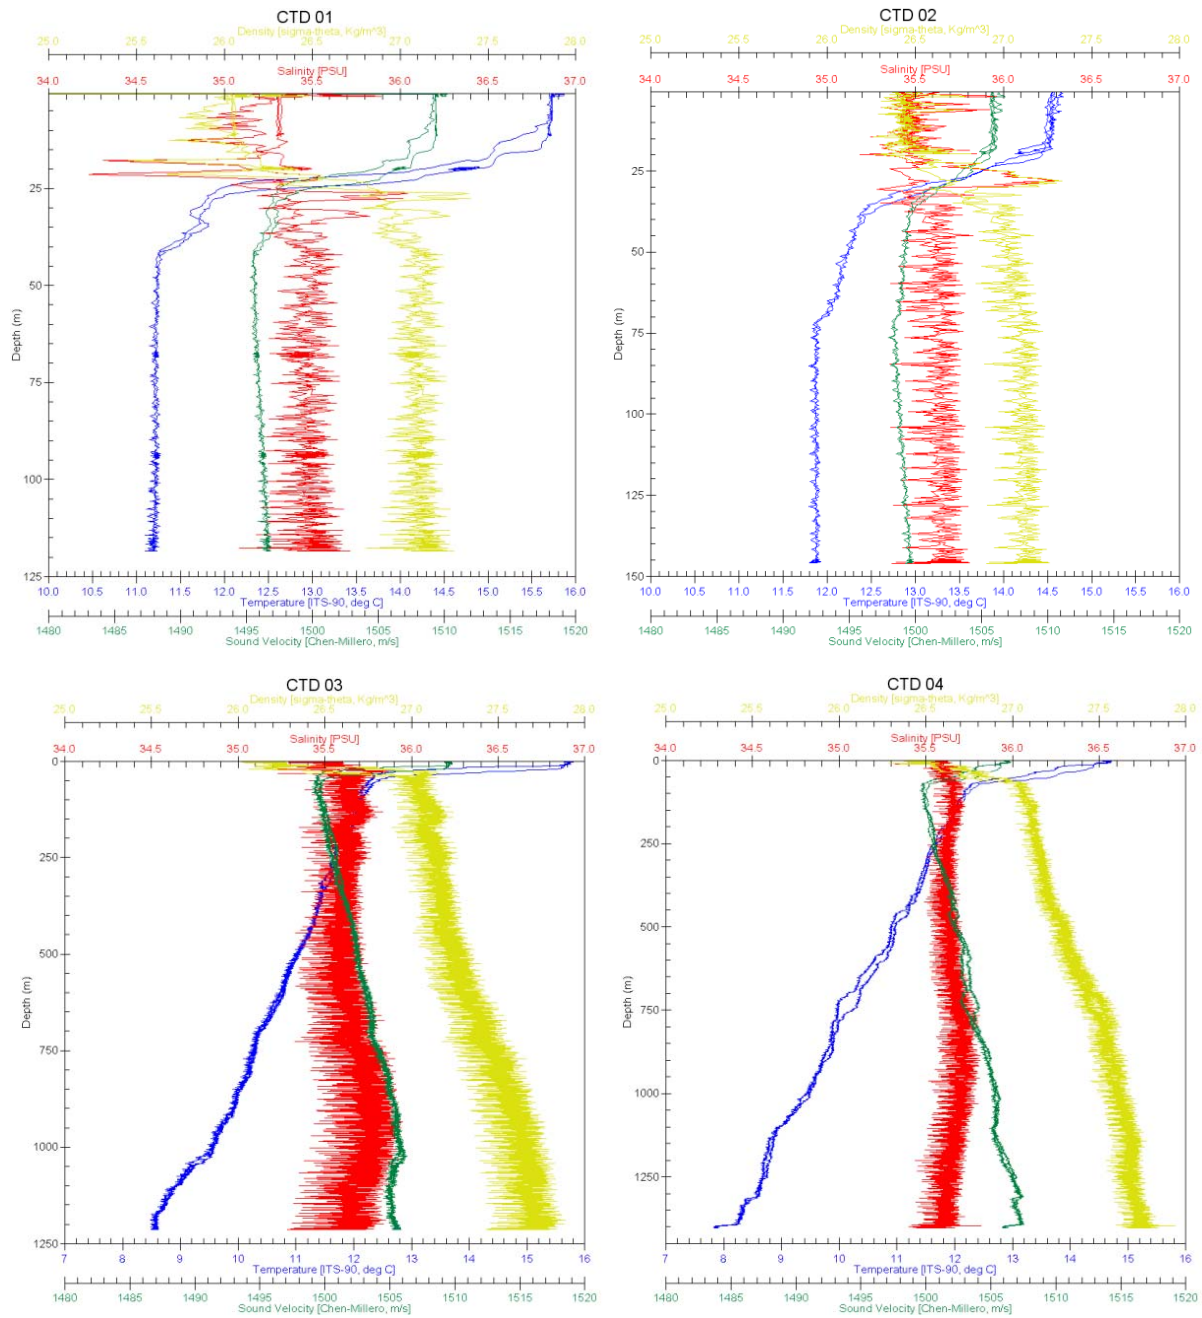 CTD 01
Density [sigma-theta, Kg/m^3]
25.0 25.5 26.0 26.5 27.0 27.5 28.0
34.0 34.5 35.0 35.5 36.0 36.5 37.0
Salinity [PSU]
Depth (m)
25
50
75
100
125
10.0 10.5 11.0 11.5 12.0 12.5 13.0 13.5 14.0 14.5 15.0 15.5 16.0
Temperature [ITS-90, deg C]
1480 1485 1490 1495 1500 1505 1510 1515 1520
Sound Velocity [Chen-Millero, m/s]
CTD 02
Density [sigma-theta, Kg/m^3]
25.0 25.5 26.0 26.5 27.0 27.5 28.0
34.0 34.5 35.0 35.5 36.0 36.5 37.0
Salinity [PSU]
Depth (m)
25
50
75
100
125
150
10.0 10.5 11.0 11.5 12.0 12.5 13.0 13.5 14.0 14.5 15.0 15.5 16.0
Temperature [ITS-90, deg C]
1480 1485 1490 1495 1500 1505 1510 1515 1520
Sound Velocity [Chen-Millero, m/s]
CTD 03
Density [sigma-theta, Kg/m^3]
25.0 25.5 26.0 26.5 27.0 27.5 28.0
34.0 34.5 35.0 35.5 36.0 36.5 37.0
Salinity [PSU]
Depth (m)
0
250
500
750
1000
1250
7 8 9 10 11 12 13 14 15 16
Temperature [ITS-90, deg C]
1480 1485 1490 1495 1500 1505 1510 1515 1520
Sound Velocity [Chen-Millero, m/s]
CTD 04
Density [sigma-theta, Kg/m^3]
25.0 25.5 26.0 26.5 27.0 27.5 28.0
34.0 34.5 35.0 35.5 36.0 36.5 37.0
Salinity [PSU]
Depth (m)
0
250
500
750
1000
1250
7 8 9 10 11 12 13 14 15 16
Temperature [ITS-90, deg C]
1480 1485 1490 1495 1500 1505 1510 1515 1520
Sound Velocity [Chen-Millero, m/s]